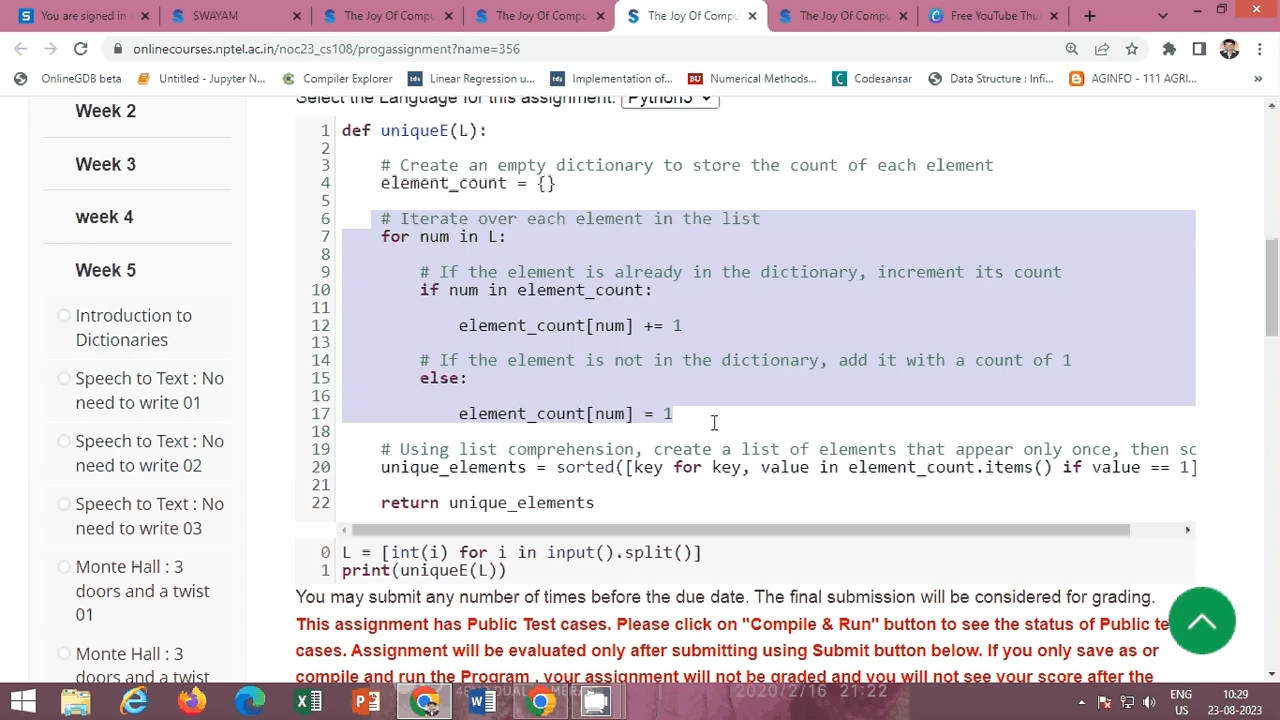 You are signed in
SWAYAM
The Joy Of Compu
The Joy Of Compu
The Joy Of Compu
The Joy Of Compu
Free YouTube Thu
onlinecourses.nptel.ac.in/noc23_cs108/progassignment?name=356
OnlineGDB beta
Untitled - Jupyter N...
Compiler Explorer
Linear Regression u...
Implementation of...
Numerical Methods...
Codesansar
Data Structure : Infi...
AGINFO - 111 AGRI...
»
Week 2
Week 3
week 4
Week 5
Introduction to
Dictionaries
Speech to Text : No
need to write 01
Speech to Text : No
need to write 02
Speech to Text : No
need to write 03
Monte Hall : 3
doors and a twist
01
Monte Hall : 3
doors and a twist
Select the Language for this assignment. Python3
1 def uniqueE(L):
2
3 # Create an empty dictionary to store the count of each element
4 element_count = {}
5
6 # Iterate over each element in the list
7 for num in L:
8
9 # If the element is already in the dictionary, increment its count
10 if num in element_count:
11
12 element_count[num] += 1
13
14 # If the element is not in the dictionary, add it with a count of 1
15 else:
16
17 element_count[num] = 1
18
19 # Using list comprehension, create a list of elements that appear only once, then
20 unique_elements = sorted([key for key, value in element_count.items() if value == 1]
21
22 return unique_elements
0 L = [int(i) for i in input().split()]
1 print(uniqueE(L))
You may submit any number of times before the due date. The final submission will be considered for grading.
This assignment has Public Test cases. Please click on "Compile & Run" button to see the status of Public te
cases. Assignment will be evaluated only after submitting using Submit button below. If you only save as or
compile and run the Program , your assignment will not be graded and you will not see your score after the
2020/2/16 21:22
ENG
US
10:29
23-08-2023